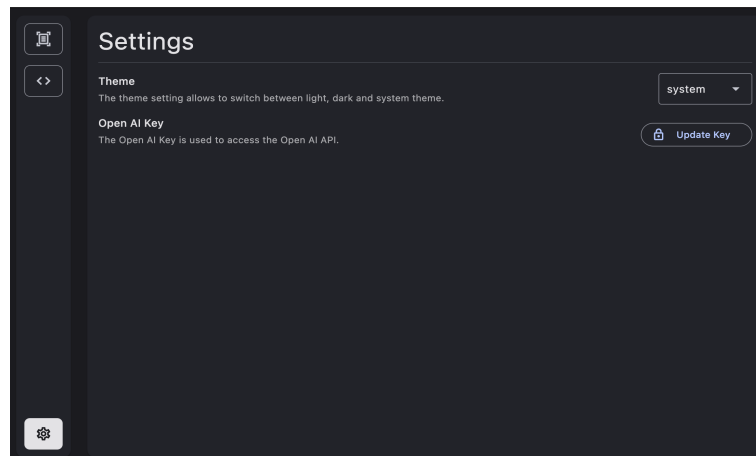 Settings
Theme
The theme setting allows to switch between light, dark and system theme.
system
Open AI Key
The Open AI Key is used to access the Open AI API.
Update Key